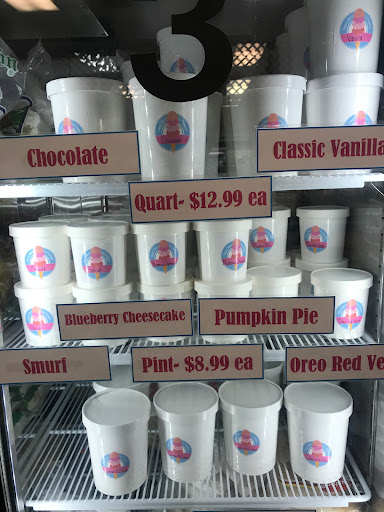 3
Chocolate
Classic Vanilla
Quart- $12.99 ea
Blueberry Cheesecake
Pumpkin Pie
Smurf
Pint- $8.99 ea
Oreo Red Ve